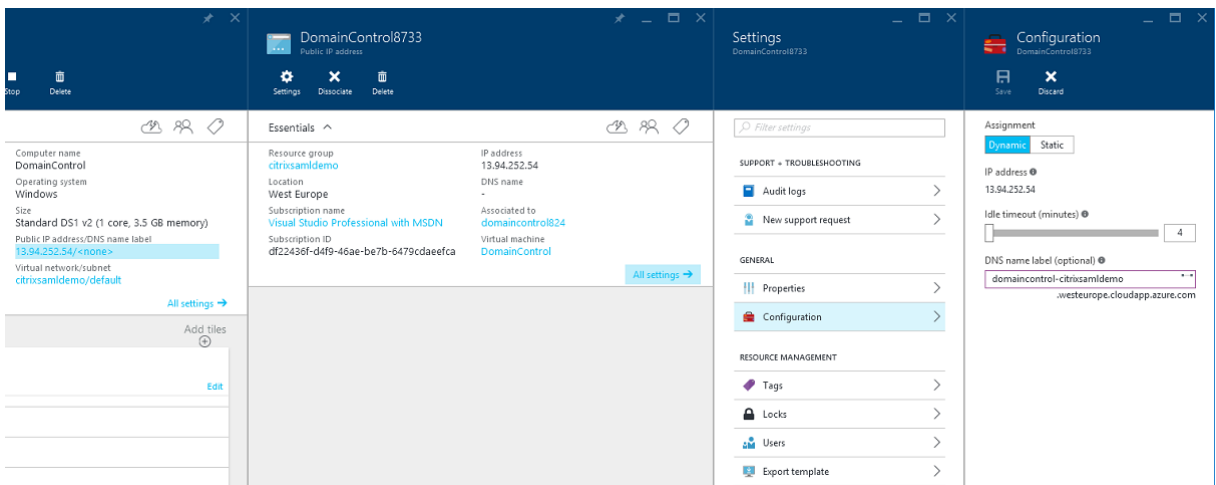 Stop
Delete
Computer name
DomainControl
Operating system
Windows
Size
Standard DS1 v2 (1 core, 3.5 GB memory)
Public IP address/DNS name label
13.94.252.54/<none>
Virtual network/subnet
citrixsamldemo/default
All settings →
Add tiles
Edit
DomainControl8733
Public IP address
Settings
Dissociate
Delete
Essentials
Resource group
citrixsamldemo
Location
West Europe
Subscription name
Visual Studio Professional with MSDN
Subscription ID
df22436f-d4f9-46ae-be7b-6479cdaeefca
IP address
13.94.252.54
DNS name
-
Associated to
domaincontrol824
Virtual machine
DomainControl
All settings →
Settings
DomainControl8733
Filter settings
SUPPORT + TROUBLESHOOTING
Audit logs
New support request
GENERAL
Properties
Configuration
RESOURCE MANAGEMENT
Tags
Locks
Users
Export template
Configuration
DomainControl8733
Save
Discard
Assignment
Dynamic Static
IP address
13.94.252.54
Idle timeout (minutes)
4
DNS name label (optional)
domaincontrol-citrixsamldemo
.westeurope.cloudapp.azure.com